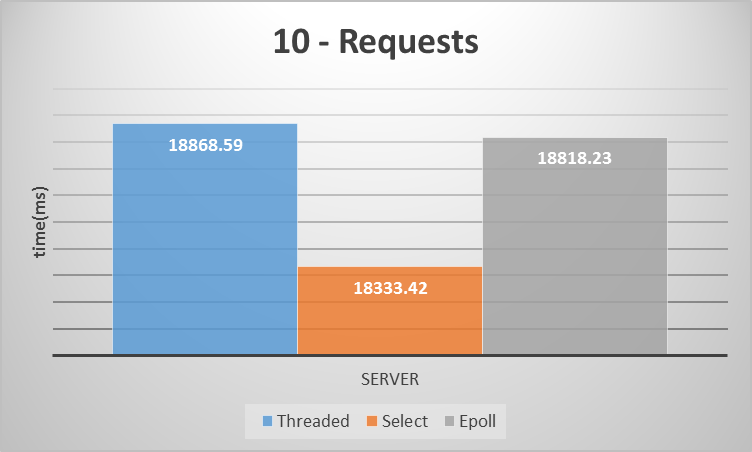 10 - Requests
time(ms)
18868.59
18333.42
18818.23
SERVER
Threaded Select Epoll